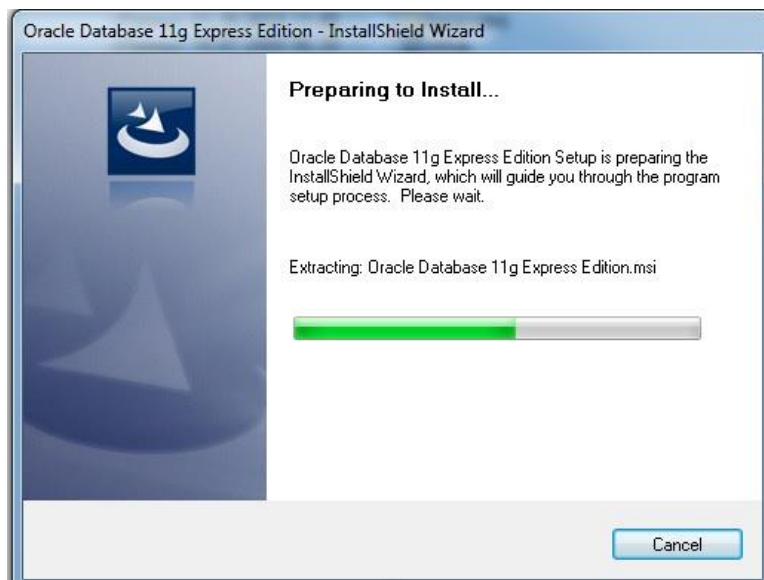 Oracle Database 11g Express Edition - InstallShield Wizard
Preparing to Install...
Oracle Database 11g Express Edition Setup is preparing the
InstallShield Wizard, which will guide you through the program
setup process.  Please wait.
Extracting: Oracle Database 11g Express Edition.msi
Cancel